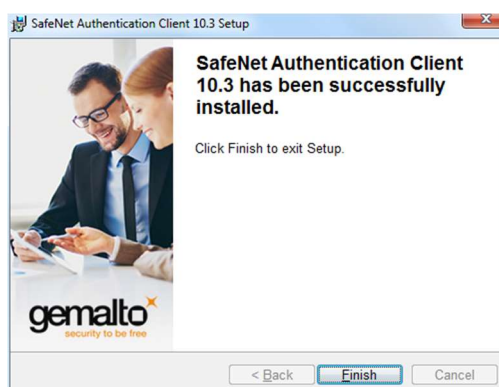 SafeNet Authentication Client 10.3 Setup
X
SafeNet Authentication Client
10.3 has been successfully
installed.
Click Finish to exit Setup.
gemalto
security to be free
< Back
Finish
Cancel